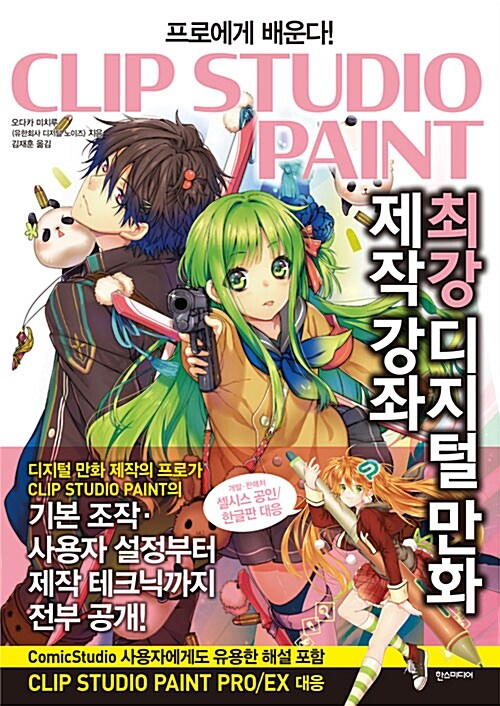 프로에게 배운다!
CLIP STUDIO
PAINT
오다카 미치루
(유한회사 디지털 노이즈) 지음
김재훈 옮김
최강 디지털 만화
제작 강좌
디지털 만화 제작의 프로가
CLIP STUDIO PAINT의
기본 조작·
사용자 설정부터
제작 테크닉까지
전부 공개!
개발·판매처
셀시스 공인/
한글판 대응
ComicStudio 사용자에게도 유용한 해설 포함
CLIP STUDIO PAINT PRO/EX 대응
한스미디어